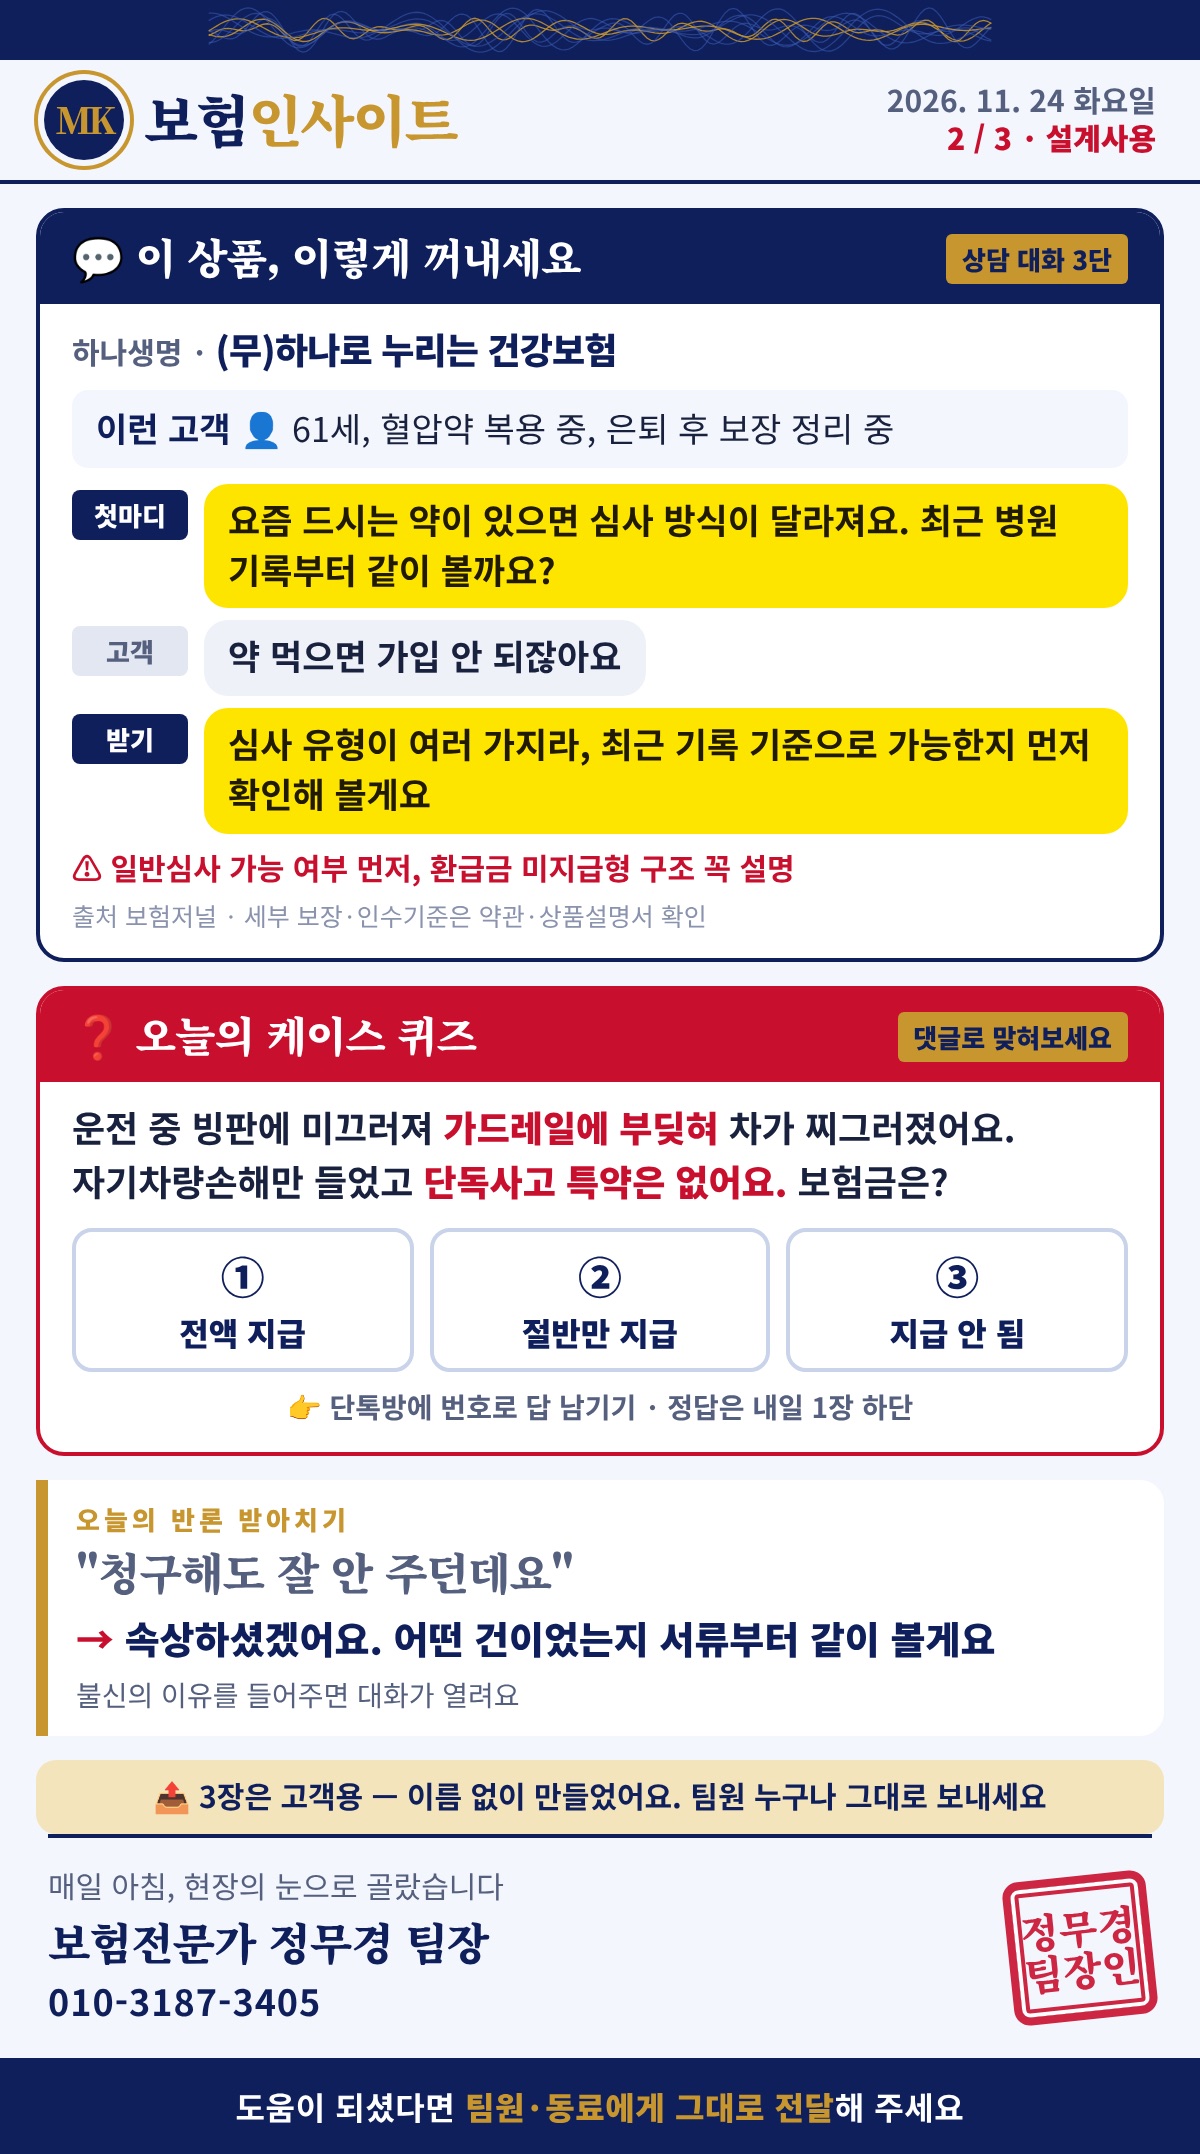 MK 보험인사이트
2026. 11. 24 화요일
2 / 3 · 설계사용
💬 이 상품, 이렇게 꺼내세요
상담 대화 3단
하나생명 · (무)하나로 누리는 건강보험
이런 고객 👤 61세, 혈압약 복용 중, 은퇴 후 보장 정리 중
첫마디
요즘 드시는 약이 있으면 심사 방식이 달라져요. 최근 병원
기록부터 같이 볼까요?
고객
약 먹으면 가입 안 되잖아요
받기
심사 유형이 여러 가지라, 최근 기록 기준으로 가능한지 먼저
확인해 볼게요
⚠ 일반심사 가능 여부 먼저, 환급금 미지급형 구조 꼭 설명
출처 보험저널 · 세부 보장·인수기준은 약관·상품설명서 확인
❓ 오늘의 케이스 퀴즈
댓글로 맞혀보세요
운전 중 빙판에 미끄러져 가드레일에 부딪혀 차가 찌그러졌어요.
자기차량손해만 들었고 단독사고 특약은 없어요. 보험금은?
①
전액 지급
②
절반만 지급
③
지급 안 됨
👉 단톡방에 번호로 답 남기기 · 정답은 내일 1장 하단
오늘의 반론 받아치기
"청구해도 잘 안 주던데요"
→ 속상하셨겠어요. 어떤 건이었는지 서류부터 같이 볼게요
불신의 이유를 들어주면 대화가 열려요
📤 3장은 고객용 — 이름 없이 만들었어요. 팀원 누구나 그대로 보내세요
매일 아침, 현장의 눈으로 골랐습니다
보험전문가 정무경 팀장
010-3187-3405
정무경
팀장인
도움이 되셨다면 팀원·동료에게 그대로 전달해 주세요